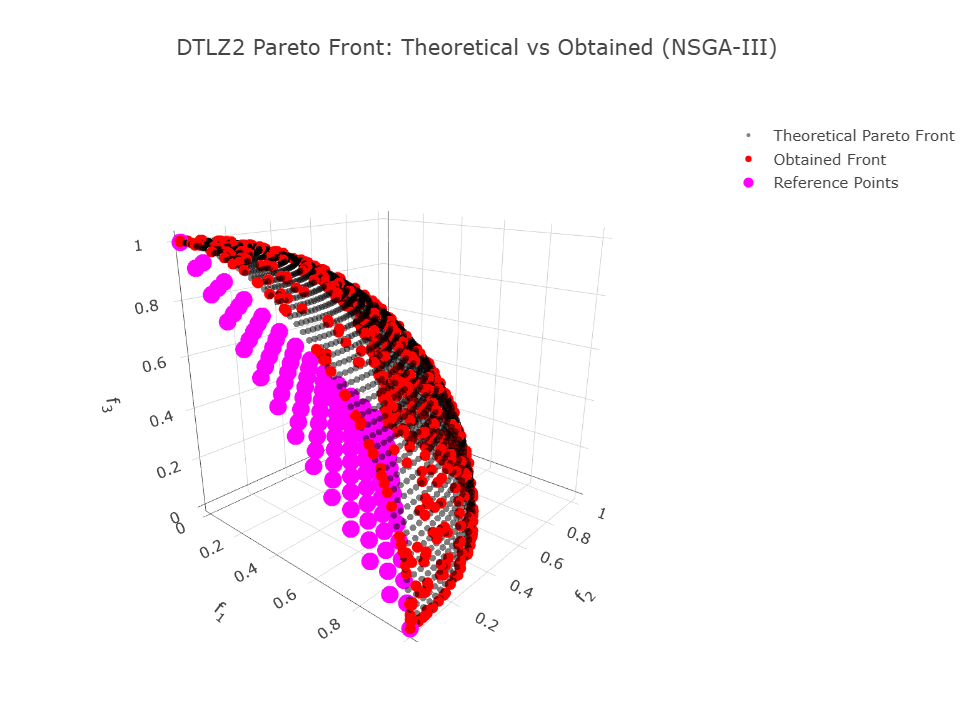 DTLZ2 Pareto Front: Theoretical vs Obtained (NSGA-III)
Theoretical Pareto Front
Obtained Front
Reference Points
1
0.8
0.6
0.4
0.2
0
f₃
0
0.2
0.4
0.6
0.8
f₁
1
0.8
0.6
0.4
0.2
f₂